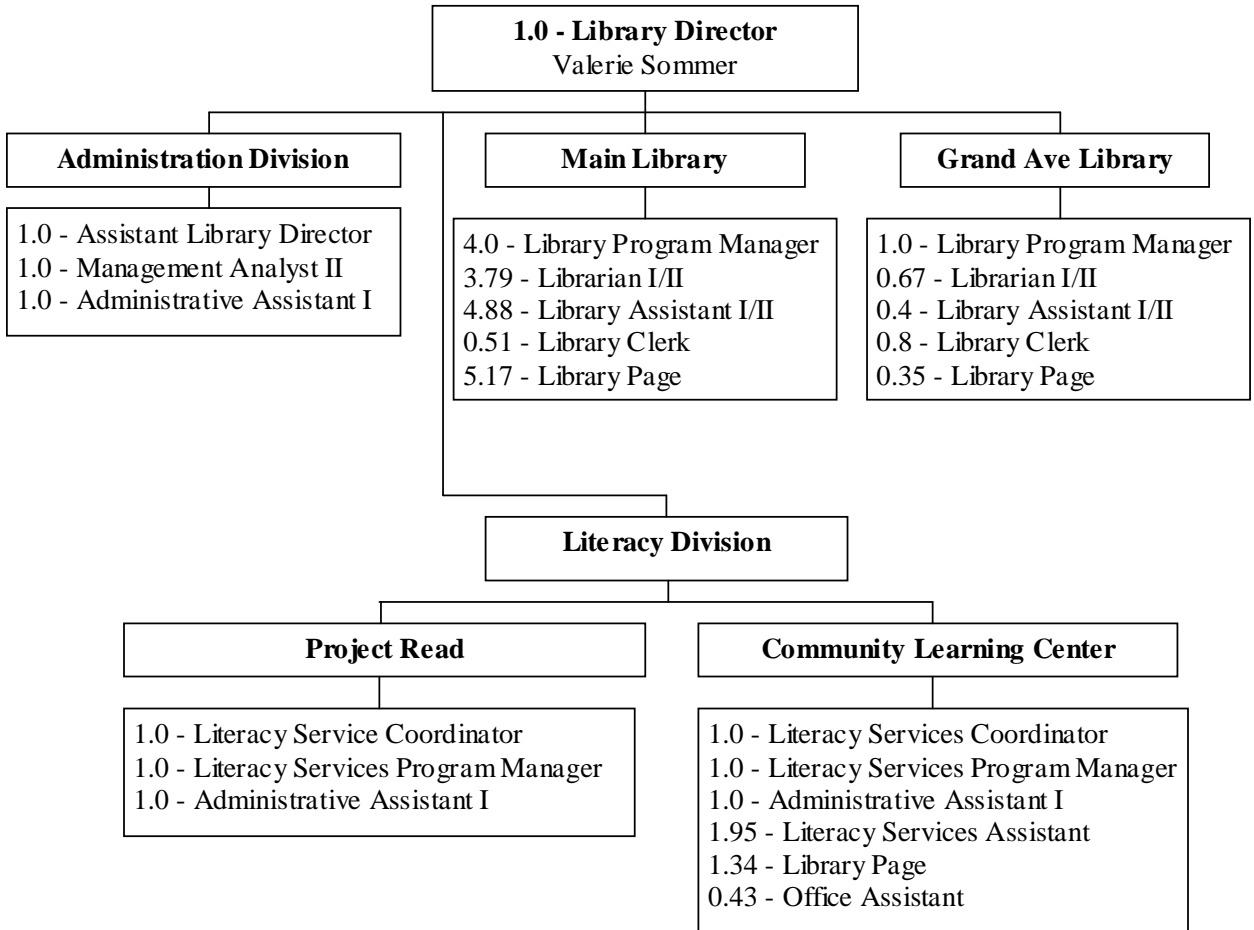 1.0 - Library Director
Valerie Sommer
Administration Division
1.0 - Assistant Library Director
1.0 - Management Analyst II
1.0 - Administrative Assistant I
Main Library
4.0 - Library Program Manager
3.79 - Librarian I/II
4.88 - Library Assistant I/II
0.51 - Library Clerk
5.17 - Library Page
Grand Ave Library
1.0 - Library Program Manager
0.67 - Librarian I/II
0.4 - Library Assistant I/II
0.8 - Library Clerk
0.35 - Library Page
Literacy Division
Project Read
1.0 - Literacy Service Coordinator
1.0 - Literacy Services Program Manager
1.0 - Administrative Assistant I
Community Learning Center
1.0 - Literacy Services Coordinator
1.0 - Literacy Services Program Manager
1.0 - Administrative Assistant I
1.95 - Literacy Services Assistant
1.34 - Library Page
0.43 - Office Assistant